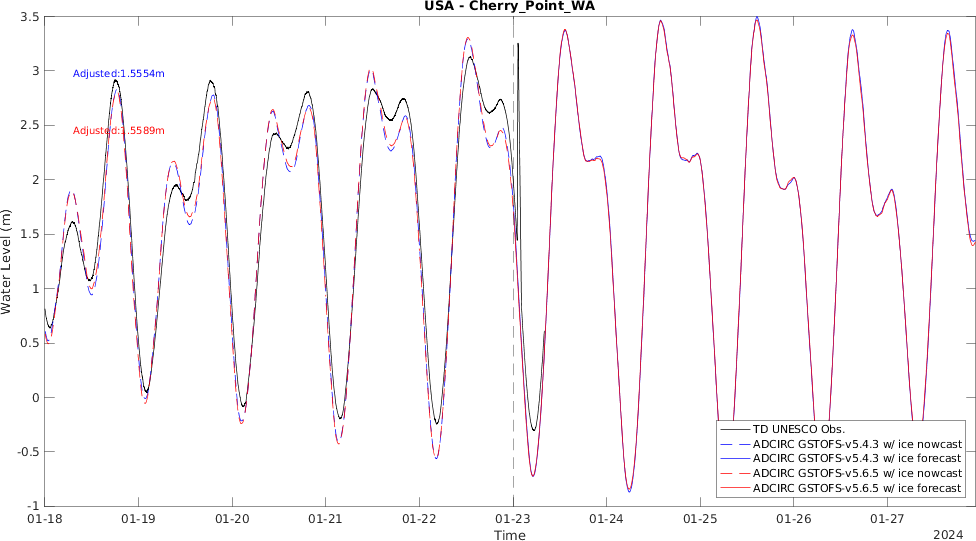 USA - Cherry_Point_WA
3.5
3
2.5
2
1.5
1
0.5
0
-0.5
-1
Water Level (m)
Adjusted:1.5554m
Adjusted:1.5589m
TD UNESCO Obs.
ADCIRC GSTOFS-v5.4.3 w/ ice nowcast
ADCIRC GSTOFS-v5.4.3 w/ ice forecast
ADCIRC GSTOFS-v5.6.5 w/ ice nowcast
ADCIRC GSTOFS-v5.6.5 w/ ice forecast
01-18 01-19 01-20 01-21 01-22 01-23 01-24 01-25 01-26 01-27
Time
2024